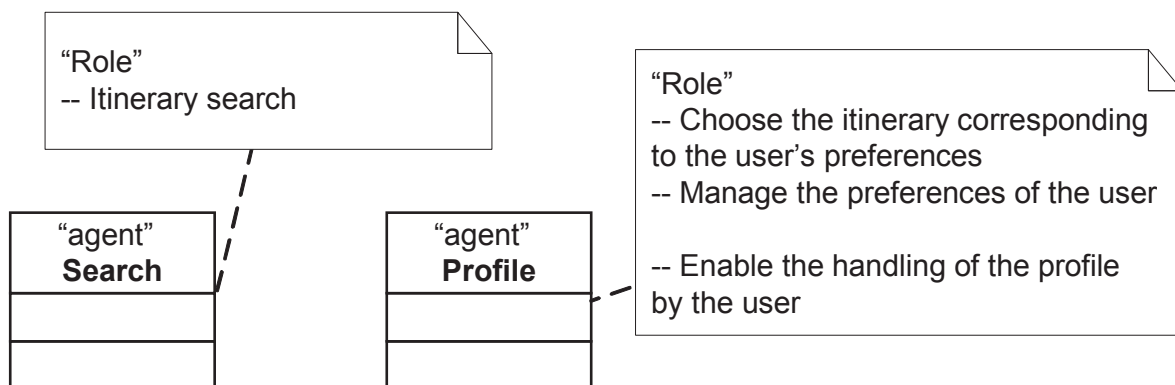 “Role”
-- Itinerary search
“Role”
-- Choose the itinerary corresponding
to the user’s preferences
-- Manage the preferences of the user
-- Enable the handling of the profile
by the user
“agent”
Search
“agent”
Profile